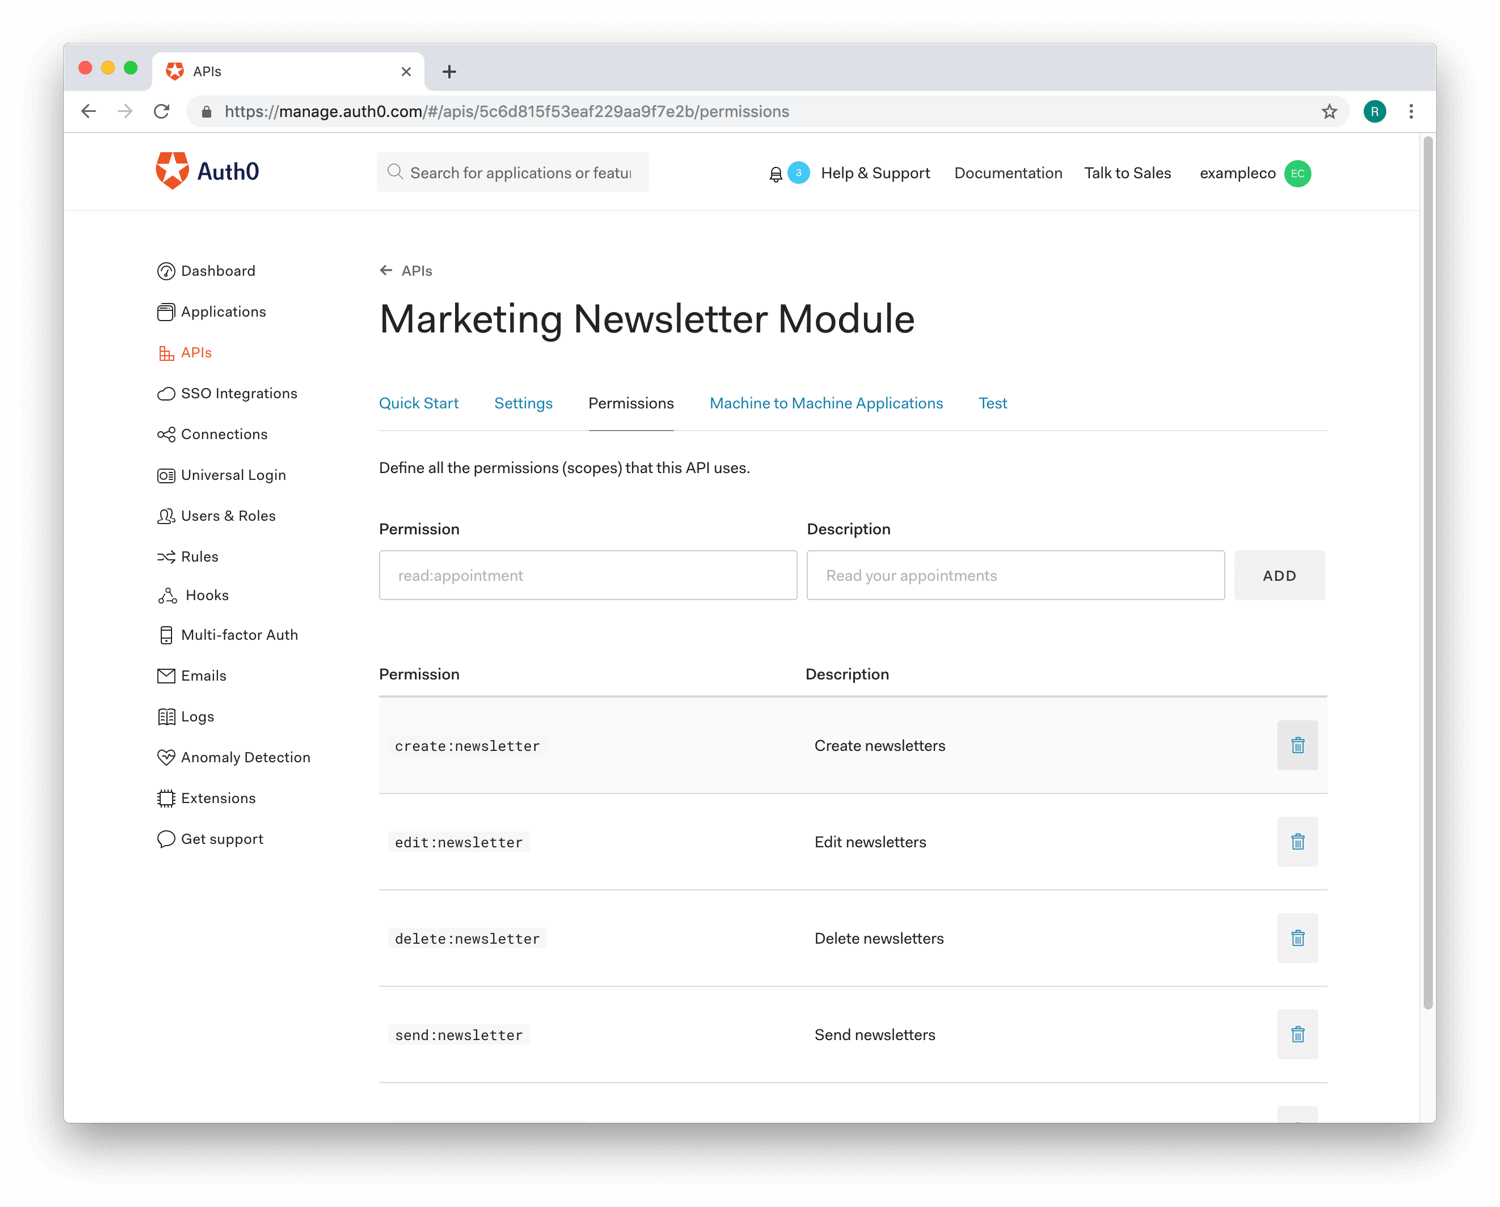 APIs
https://manage.auth0.com/#/apis/5c6d815f53eaf229aa9f7e2b/permissions
R
Auth0
Search for applications or featu
3
Help & Support
Documentation
Talk to Sales
exampleco
EC
Dashboard
Applications
APIs
SSO Integrations
Connections
Universal Login
Users & Roles
Rules
Hooks
Multi-factor Auth
Emails
Logs
Anomaly Detection
Extensions
Get support
← APIs
Marketing Newsletter Module
Quick Start
Settings
Permissions
Machine to Machine Applications
Test
Define all the permissions (scopes) that this API uses.
Permission
Description
read:appointment
Read your appointments
ADD
Permission
Description
create:newsletter
Create newsletters
edit:newsletter
Edit newsletters
delete:newsletter
Delete newsletters
send:newsletter
Send newsletters